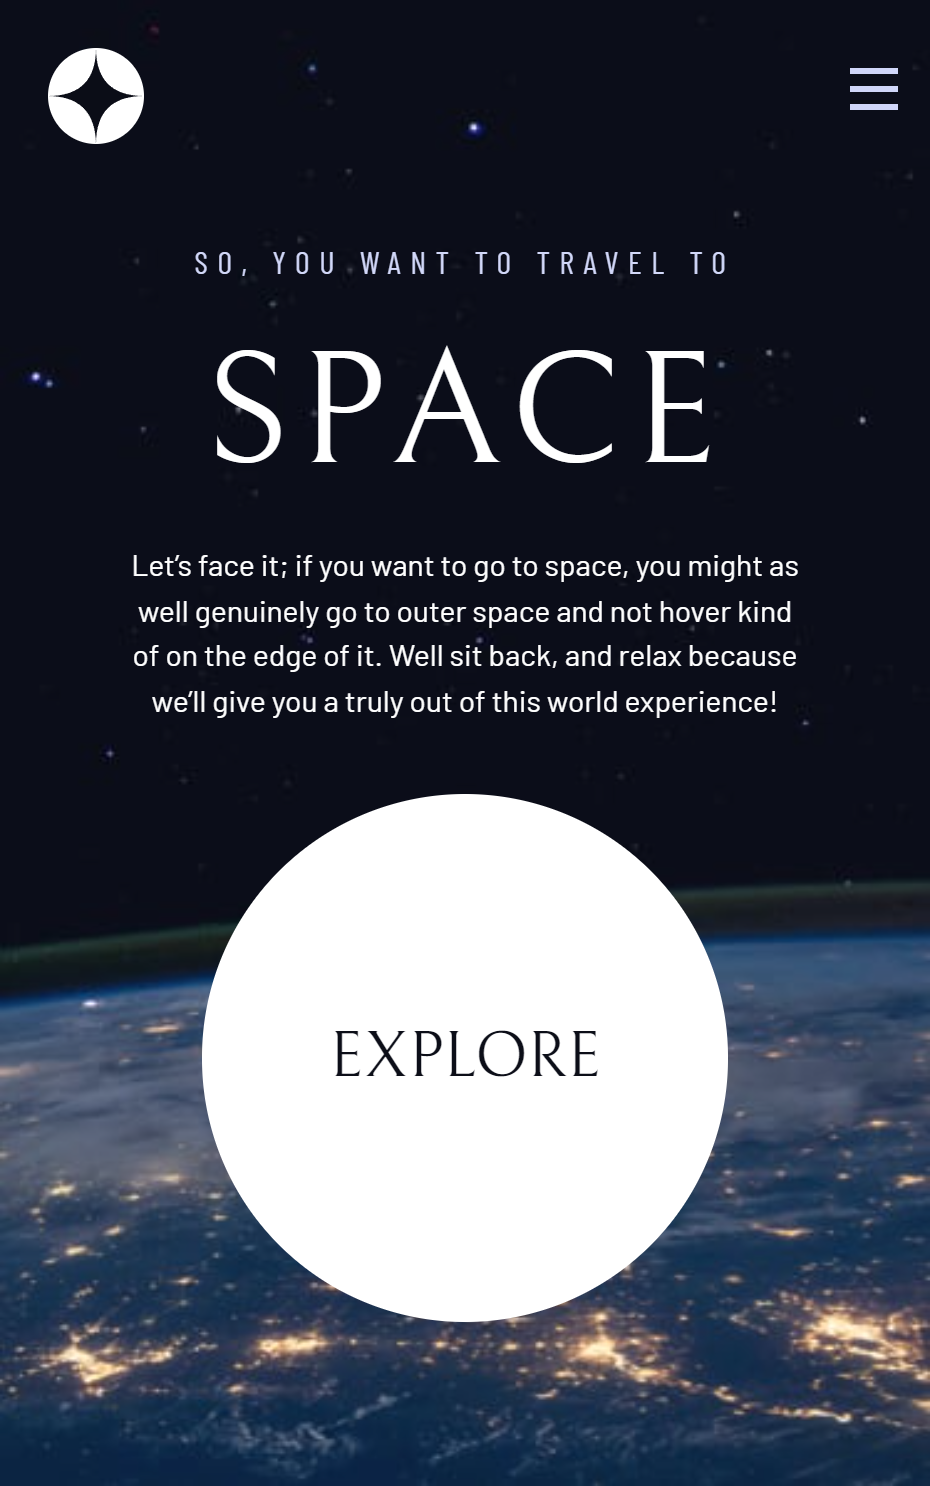 SO, YOU WANT TO TRAVEL TO
SPACE
Let’s face it; if you want to go to space, you might as
well genuinely go to outer space and not hover kind
of on the edge of it. Well sit back, and relax because
we’ll give you a truly out of this world experience!
EXPLORE